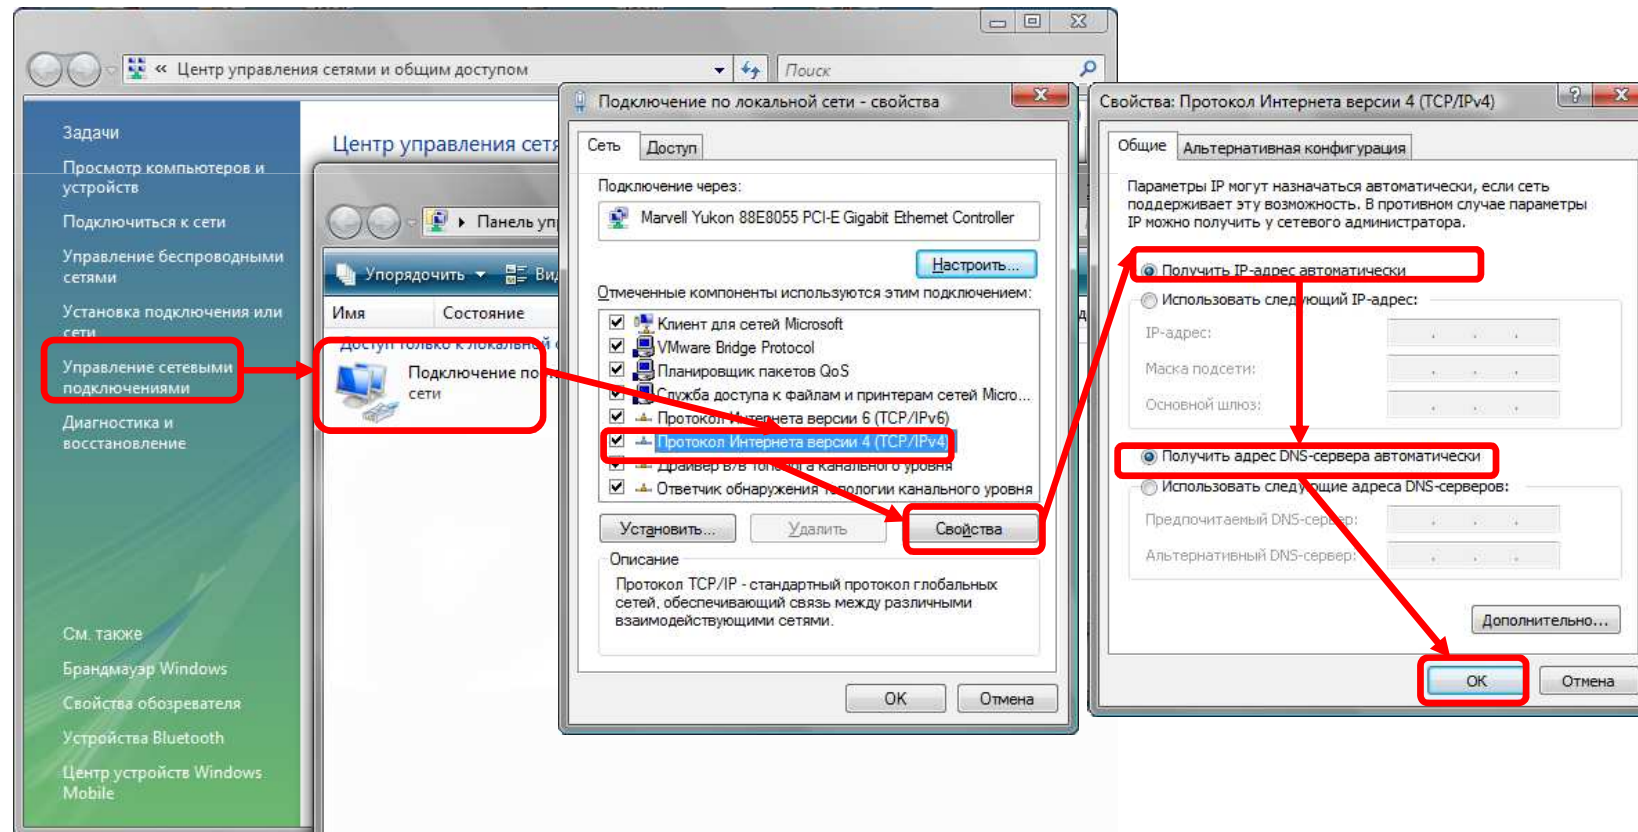 « Центр управления сетями и общим доступом
Поиск
Задачи
Просмотр компьютеров и
устройств
Подключиться к сети
Управление беспроводными
сетями
Установка подключения или
сети
Управление сетевыми
подключениями
Диагностика и
восстановление
См. также
Брандмауэр Windows
Свойства обозревателя
Устройства Bluetooth
Центр устройств Windows
Mobile
Центр управления сетя
Панель упр
Упорядочить
Вид
Имя Состояние
Доступ только к локальной с
Подключение по
сети
Подключение по локальной сети - свойства
Сеть Доступ
Подключение через:
Marvell Yukon 88E8055 PCI-E Gigabit Ethernet Controller
Настроить...
Отмеченные компоненты используются этим подключением:
Клиент для сетей Microsoft
VMware Bridge Protocol
Планировщик пакетов QoS
Служба доступа к файлам и принтерам сетей Micro...
Протокол Интернета версии 6 (TCP/IPv6)
Протокол Интернета версии 4 (TCP/IPv4)
Драйвер в/в тополога канального уровня
Ответчик обнаружения топологии канального уровня
Установить... Удалить Свойства
Описание
Протокол TCP/IP - стандартный протокол глобальных
сетей, обеспечивающий связь между различными
взаимодействующими сетями.
OK Отмена
Свойства: Протокол Интернета версии 4 (TCP/IPv4)
Общие Альтернативная конфигурация
Параметры IP могут назначаться автоматически, если сеть
поддерживает эту возможность. В противном случае параметры
IP можно получить у сетевого администратора.
Получить IP-адрес автоматически
Использовать следующий IP-адрес:
IP-адрес:
Маска подсети:
Основной шлюз:
Получить адрес DNS-сервера автоматически
Использовать следующие адреса DNS-серверов:
Предпочитаемый DNS-сервер:
Альтернативный DNS-сервер:
Дополнительно...
OK Отмена